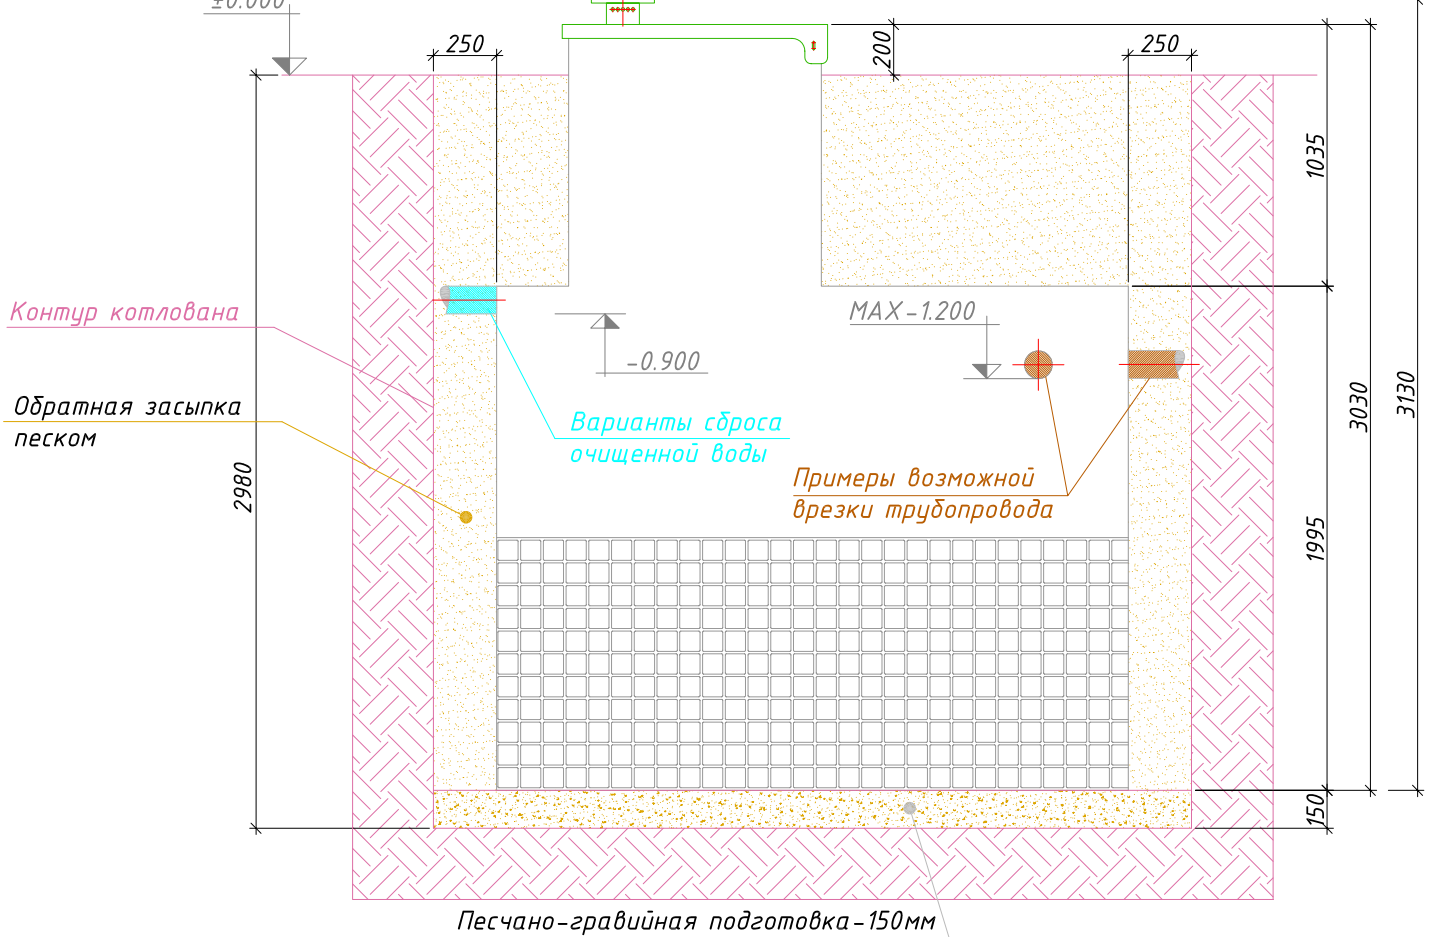 ±0.000
250
200
250
1035
Контур котлована
МАХ-1.200
-0.900
Обратная засыпка
песком
Варианты сброса
очищенной воды
3030
3130
2980
Примеры возможной
врезки трубопровода
1995
150
Песчано-гравийная подготовка-150мм